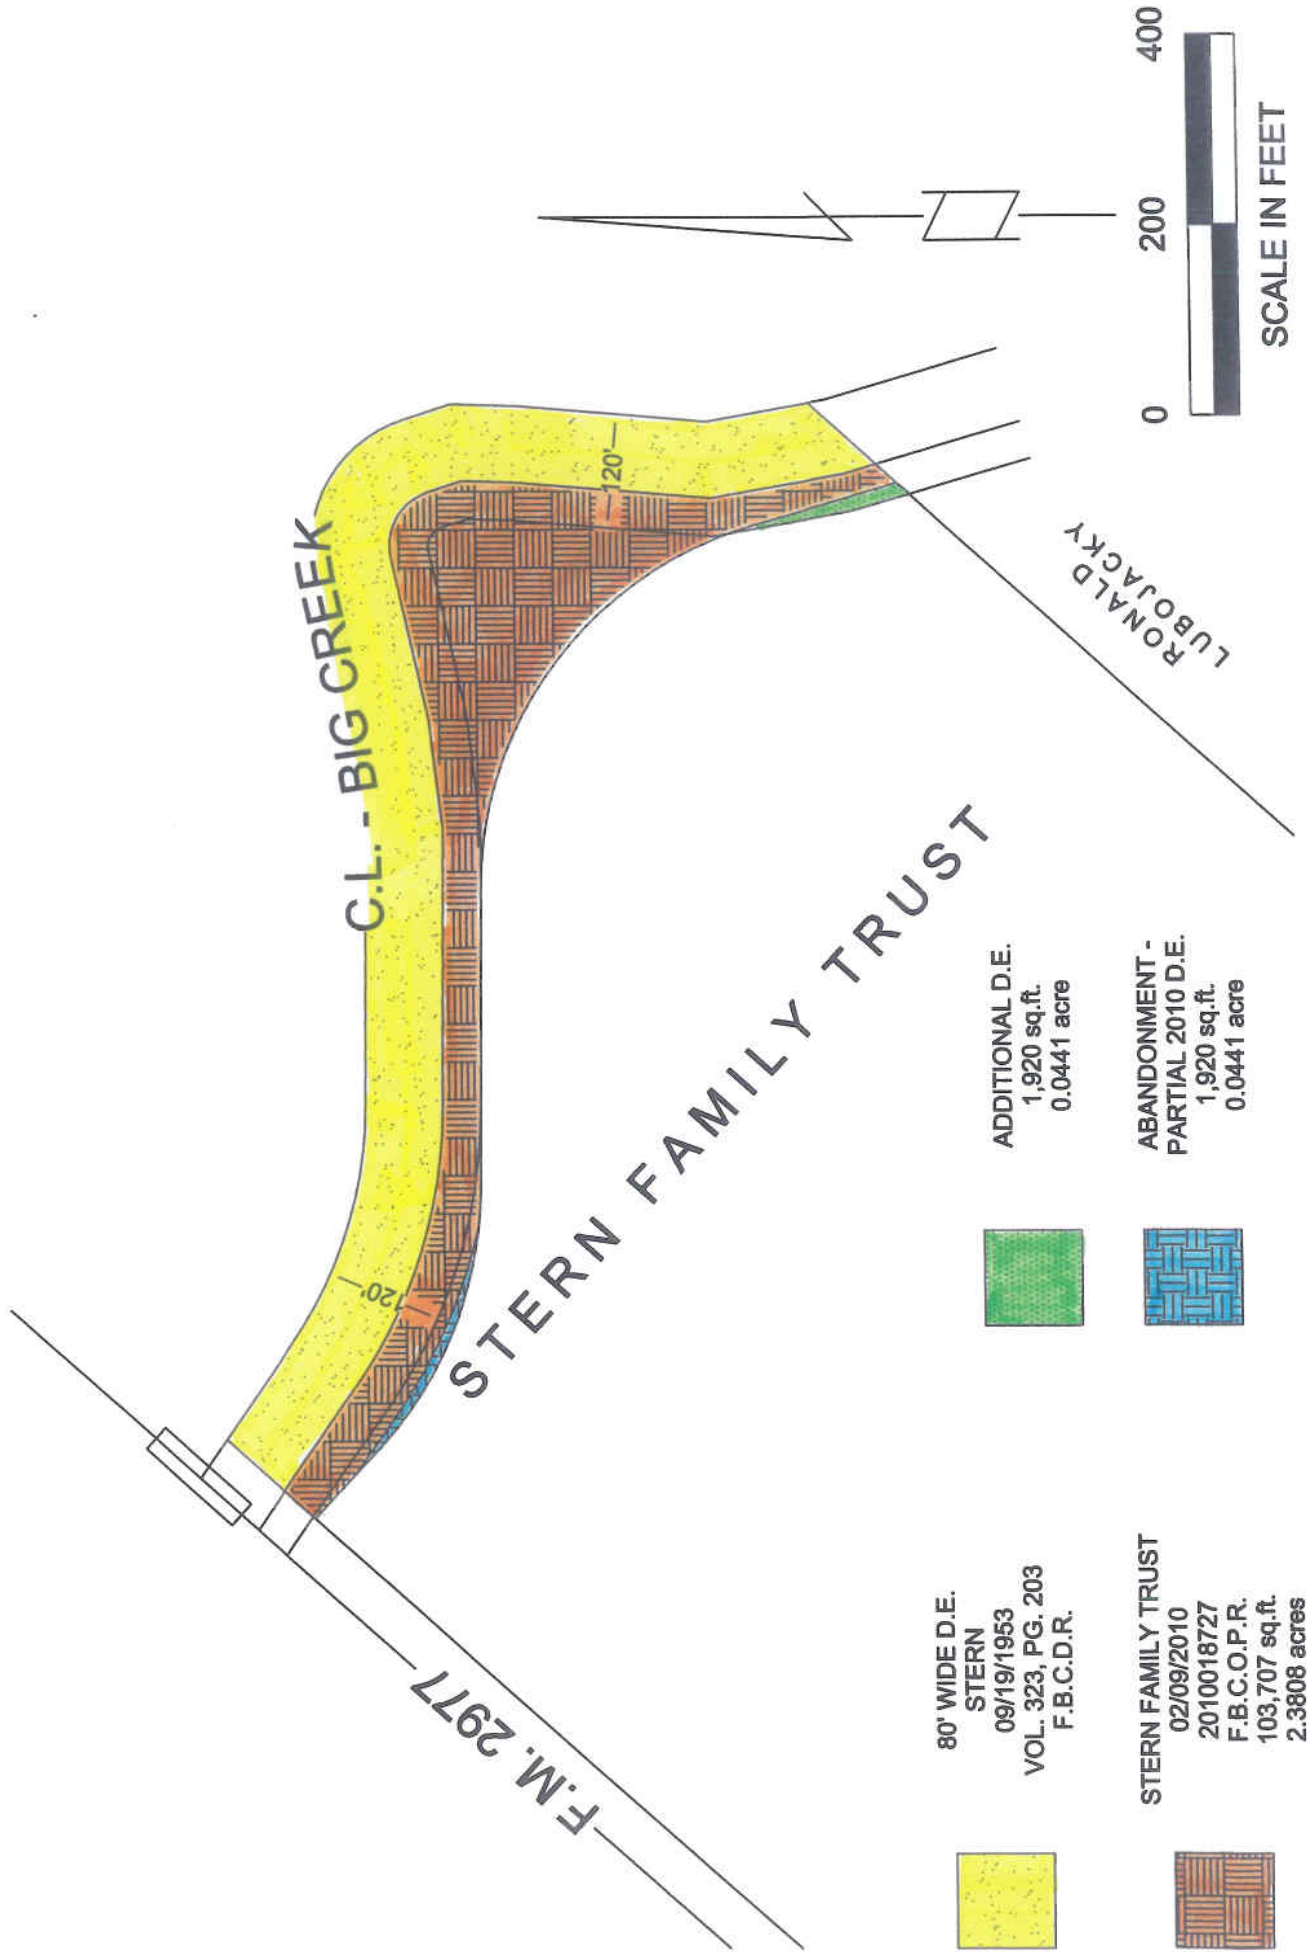 C.L. - BIG CREEK
120'
120'
F.M. 2977
STERN FAMILY TRUST
RONALD
LUBOJACKY
80' WIDE D.E.
STERN
09/19/1953
VOL. 323, PG. 203
F.B.C.D.R.
STERN FAMILY TRUST
02/09/2010
2010018727
F.B.C.O.P.R.
103,707 sq.ft.
2.3808 acres
ADDITIONAL D.E.
1,920 sq.ft.
0.0441 acre
ABANDONMENT -
PARTIAL 2010 D.E.
1,920 sq.ft.
0.0441 acre
N
0 200 400
SCALE IN FEET